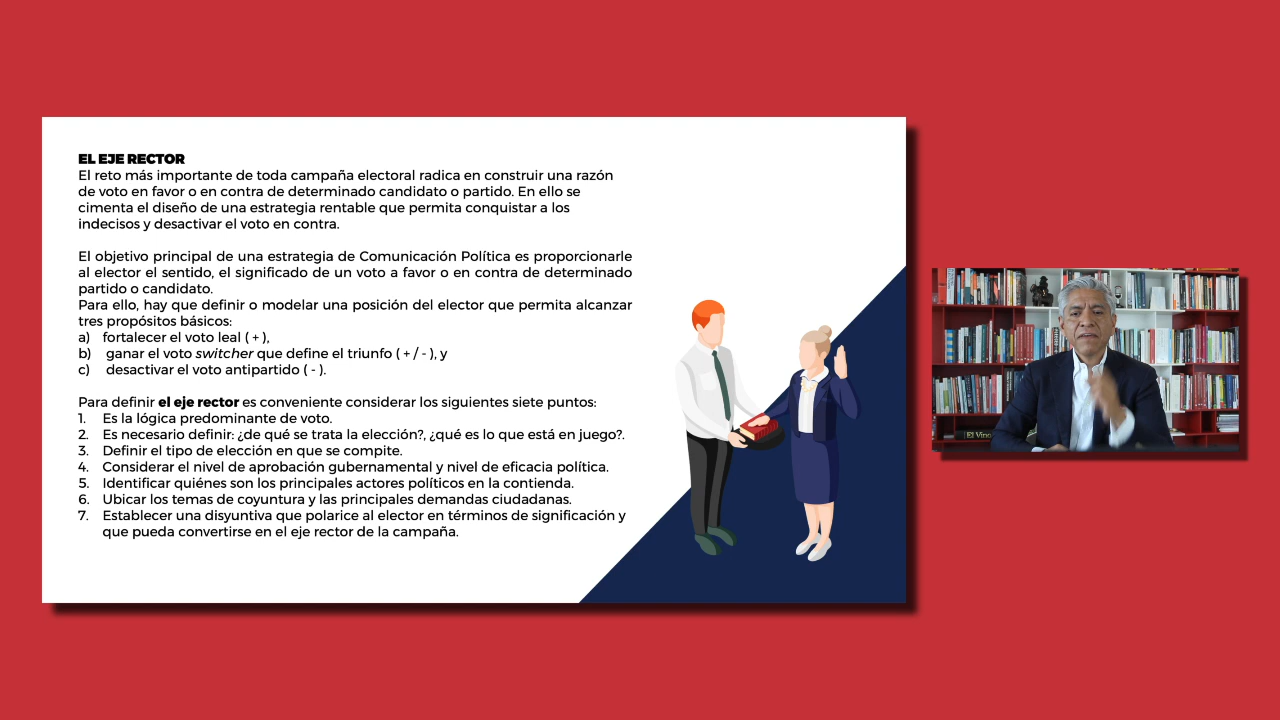 EL EJE RECTOR
El reto más importante de toda campaña electoral radica en construir una razón
de voto en favor o en contra de determinado candidato o partido. En ello se
cimenta el diseño de una estrategia rentable que permita conquistar a los
indecisos y desactivar el voto en contra.
El objetivo principal de una estrategia de Comunicación Política es proporcionarle
al elector el sentido, el significado de un voto a favor o en contra de determinado
partido o candidato.
Para ello, hay que definir o modelar una posición del elector que permita alcanzar
tres propósitos básicos:
a) fortalecer el voto leal ( + ),
b) ganar el voto switcher que define el triunfo ( + / - ), y
c) desactivar el voto antipartido ( - ).
Para definir el eje rector es conveniente considerar los siguientes siete puntos:
1. Es la lógica predominante de voto.
2. Es necesario definir: ¿de qué se trata la elección?, ¿qué es lo que está en juego?.
3. Definir el tipo de elección en que se compite.
4. Considerar el nivel de aprobación gubernamental y nivel de eficacia política.
5. Identificar quiénes son los principales actores políticos en la contienda.
6. Ubicar los temas de coyuntura y las principales demandas ciudadanas.
7. Establecer una disyuntiva que polarice al elector en términos de significación y
que pueda convertirse en el eje rector de la campaña.
El Vinc